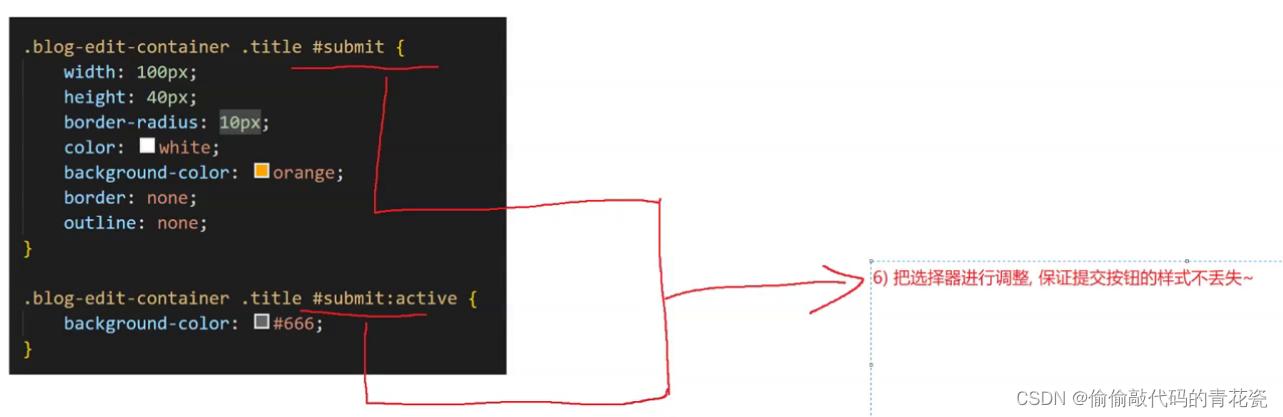 .blog-edit-container .title #submit {
    width: 100px;
    height: 40px;
    border-radius: 10px;
    color: white;
    background-color: orange;
    border: none;
    outline: none;
}
.blog-edit-container .title #submit:active {
    background-color: #666;
}
6) 把选择器进行调整, 保证提交按钮的样式不丢失~
CSDN @偷偷敲代码的青花瓷